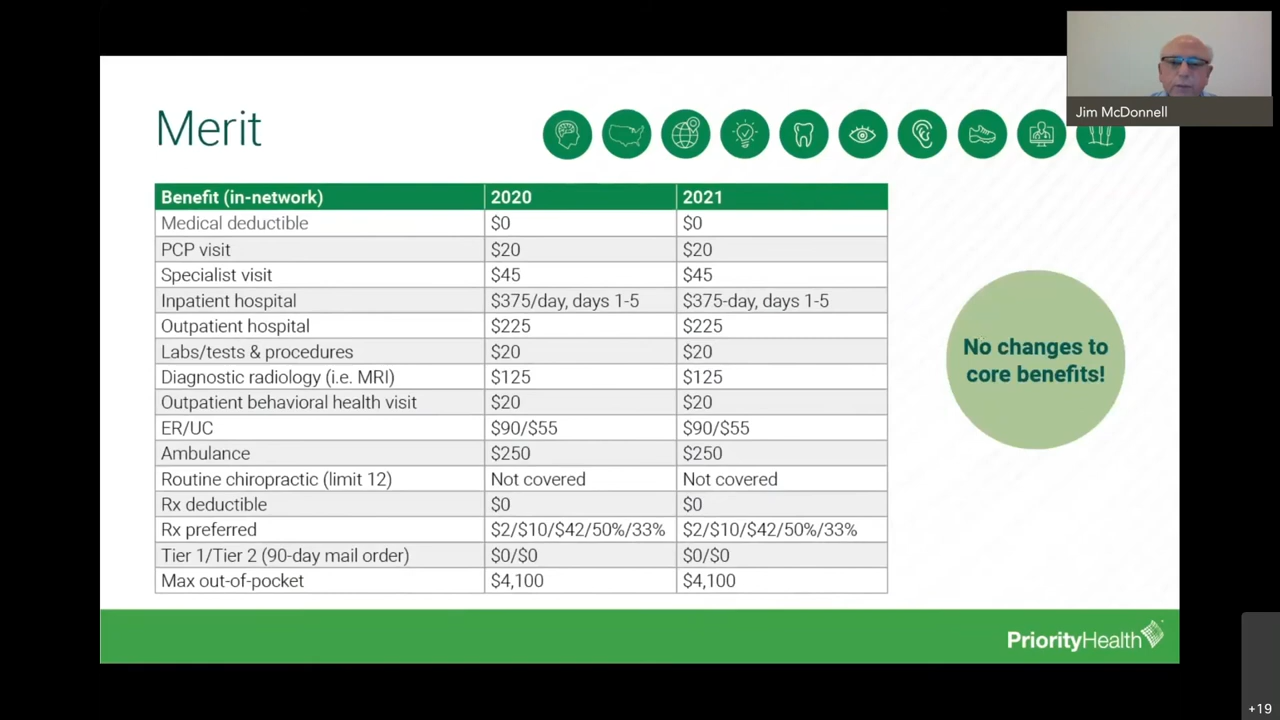 Jim McDonnell
Merit
Benefit (in-network) 2020 2021
Medical deductible $0 $0
PCP visit $20 $20
Specialist visit $45 $45
Inpatient hospital $375/day, days 1-5 $375-day, days 1-5
Outpatient hospital $225 $225
Labs/tests & procedures $20 $20
Diagnostic radiology (i.e. MRI) $125 $125
Outpatient behavioral health visit $20 $20
ER/UC $90/$55 $90/$55
Ambulance $250 $250
Routine chiropractic (limit 12) Not covered Not covered
Rx deductible $0 $0
Rx preferred $2/$10/$42/50%/33% $2/$10/$42/50%/33%
Tier 1/Tier 2 (90-day mail order) $0/$0 $0/$0
Max out-of-pocket $4,100 $4,100
No changes to
core benefits!
PriorityHealth
+19